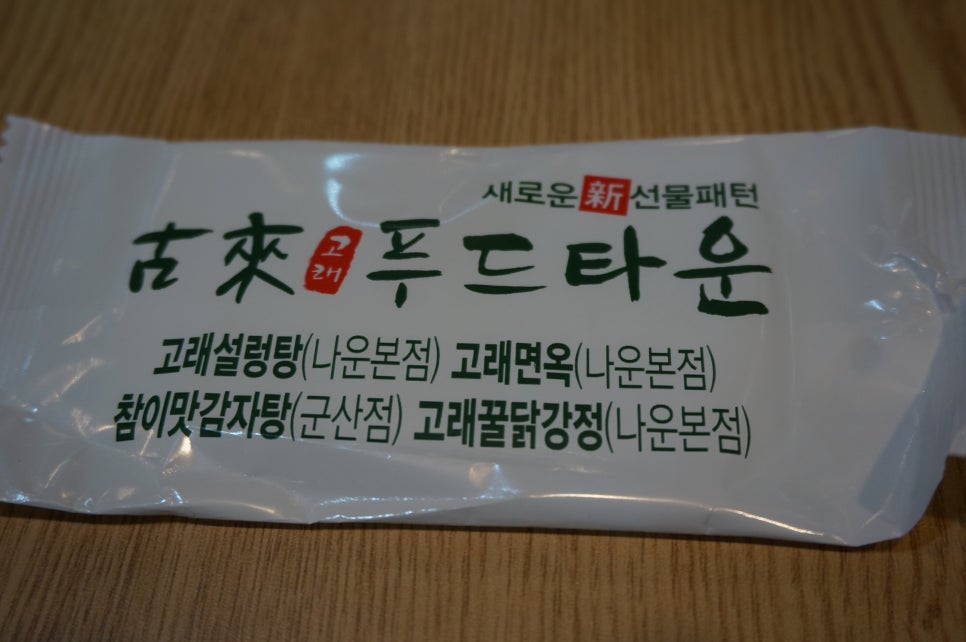 새로운 新 선물패턴
古來 고래 푸드타운
고래설렁탕(나운본점) 고래면옥(나운본점)
참이맛감자탕(군산점) 고래꿀닭강정(나운본점)